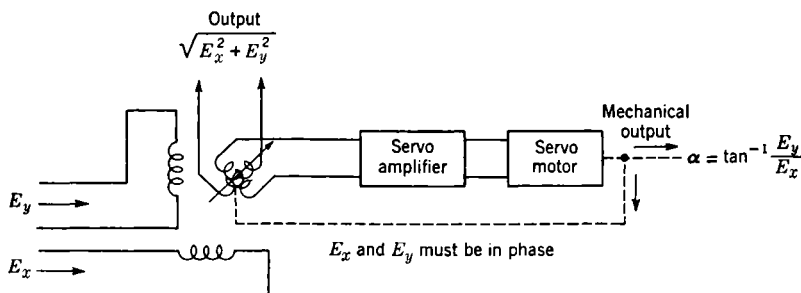 Output
√E_x² + E_y²
Mechanical output
Servo amplifier
Servo motor
α = tan⁻¹ E_y/E_x
E_y
E_x and E_y must be in phase
E_x